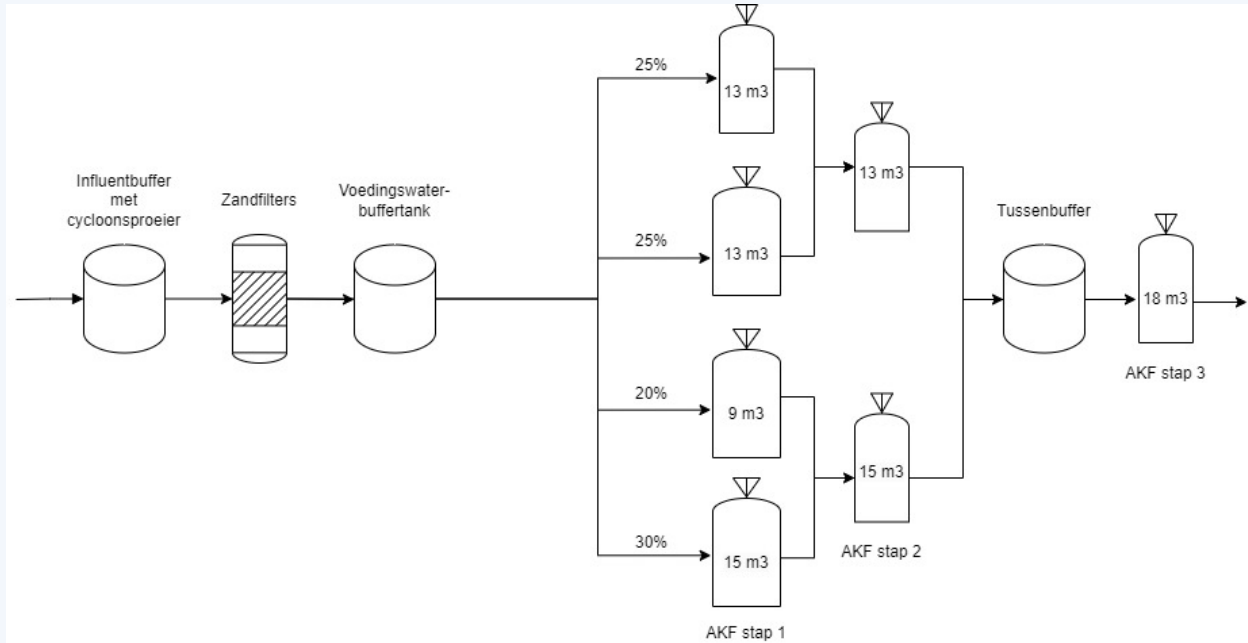 Influentbuffer
met
cycloonsproeier
Zandfilters
Voedingswater-
buffertank
25%
13 m3
25%
13 m3
20%
9 m3
30%
15 m3
AKF stap 1
13 m3
15 m3
AKF stap 2
Tussenbuffer
18 m3
AKF stap 3